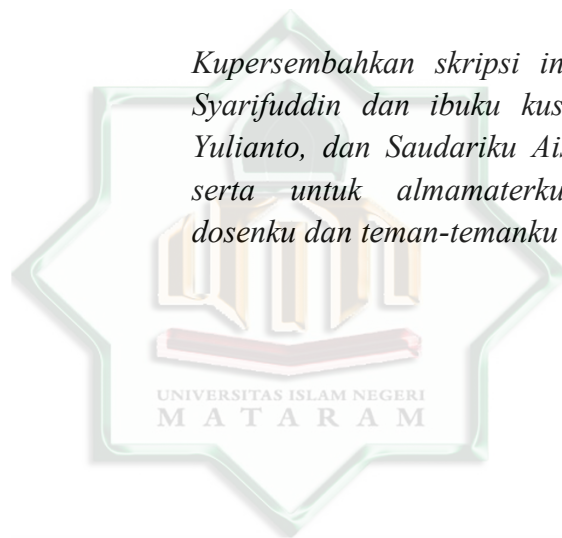 Kupersembahkan skripsi in
Syarifuddin dan ibuku kus
Yulianto, dan Saudariku Ais
serta untuk almamaterku
dosenku dan teman-temanku
UNIVERSITAS ISLAM NEGERI
MATARAM